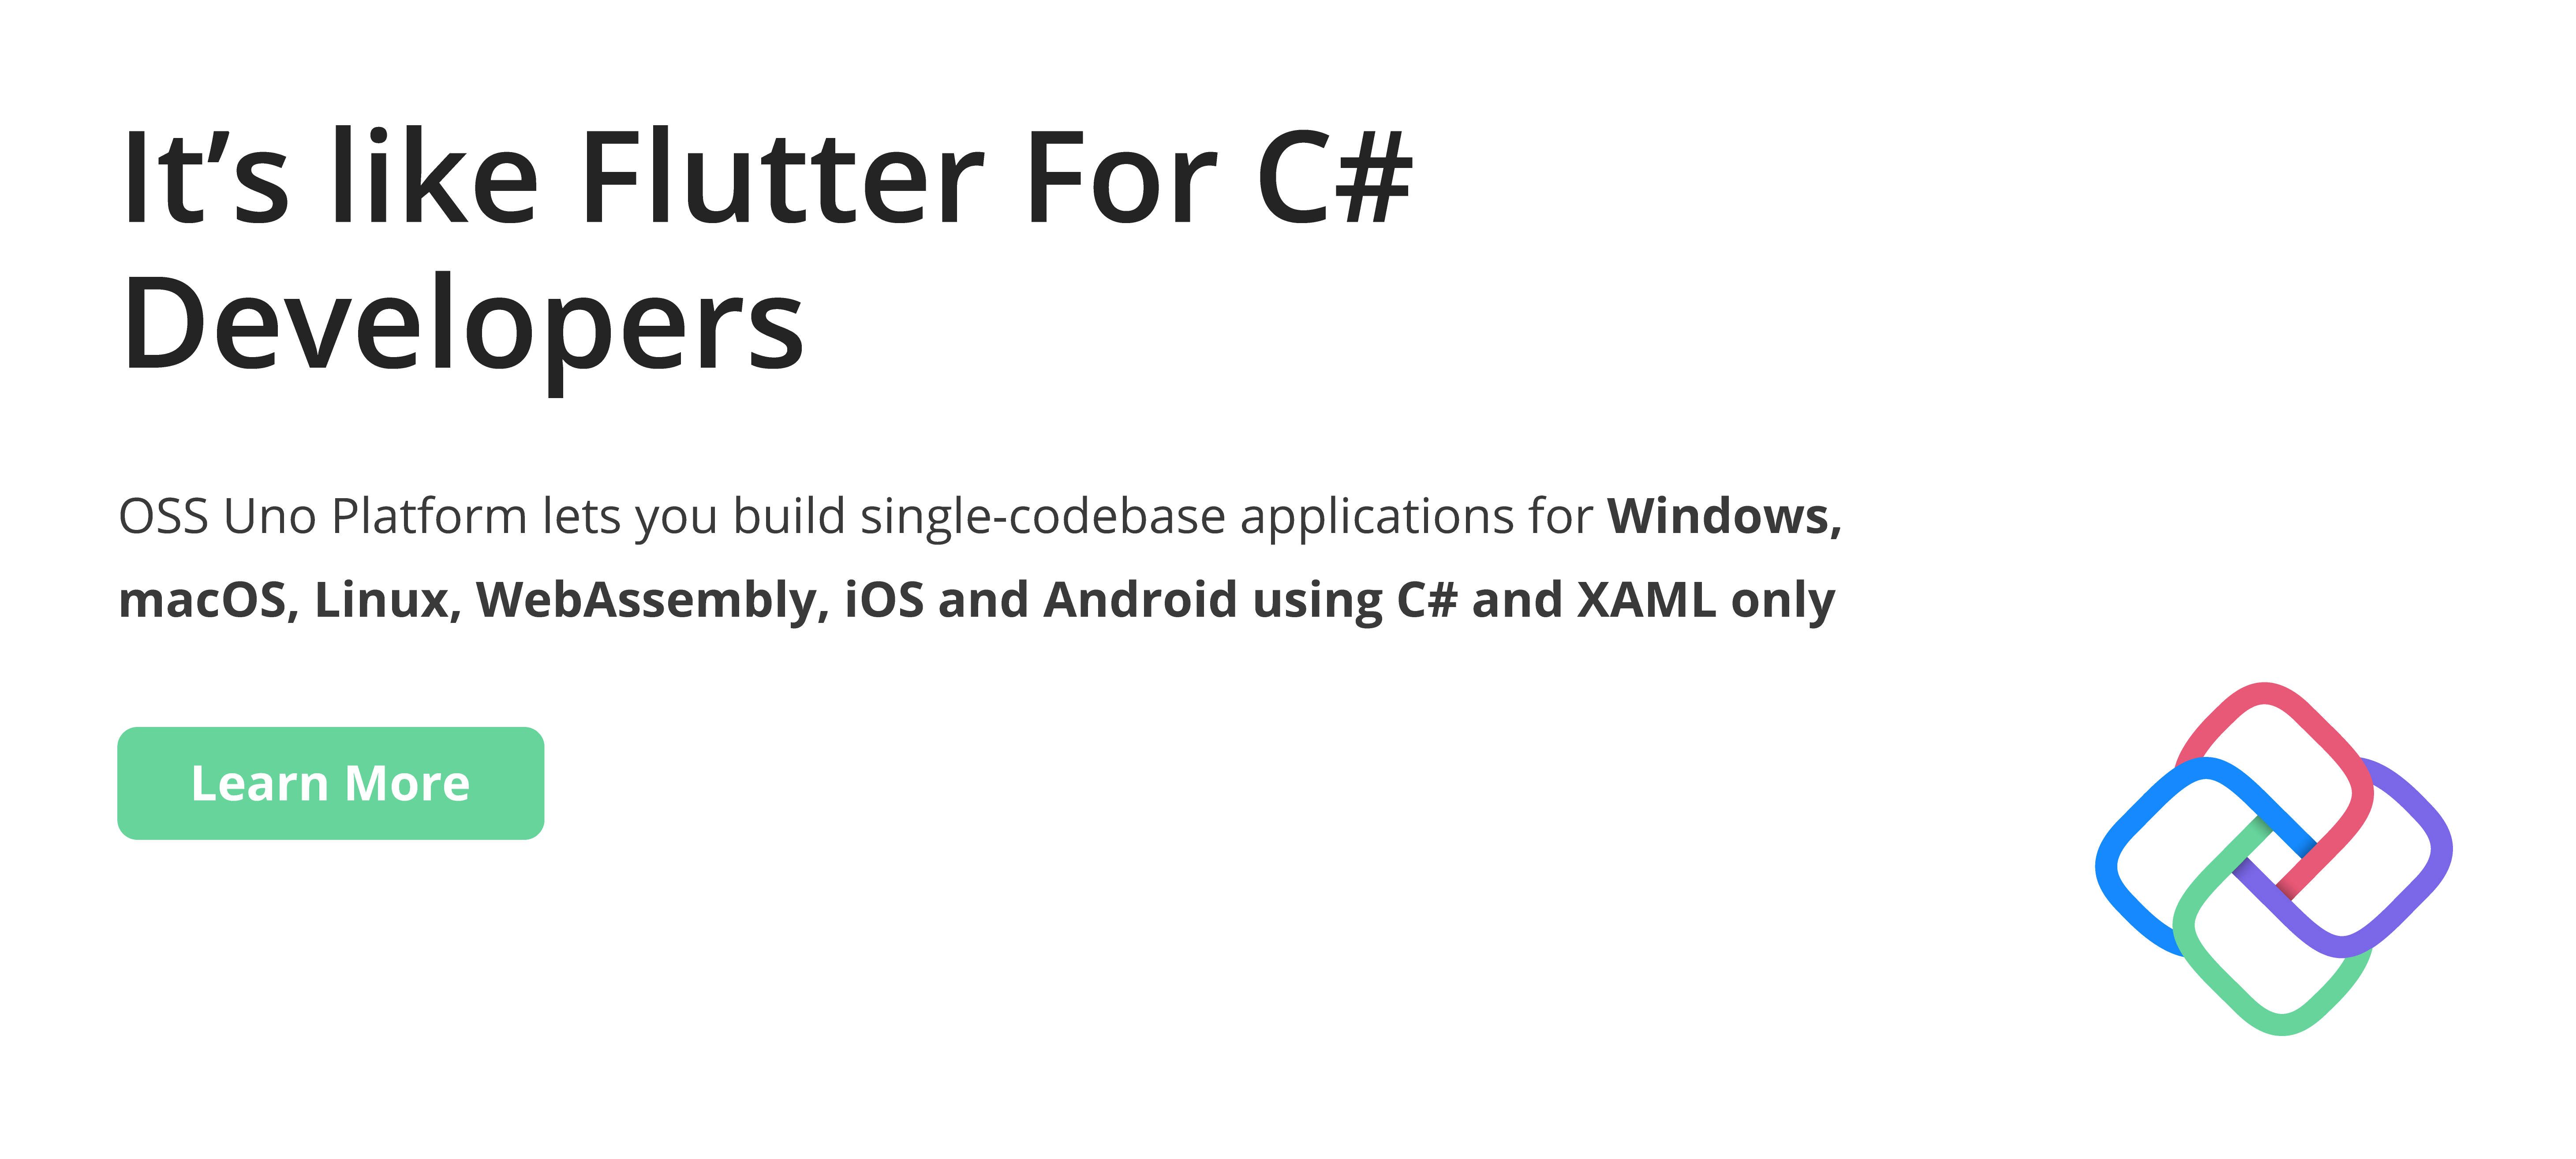 It’s like Flutter For C#
Developers
OSS Uno Platform lets you build single-codebase applications for Windows,
macOS, Linux, WebAssembly, iOS and Android using C# and XAML only
Learn More